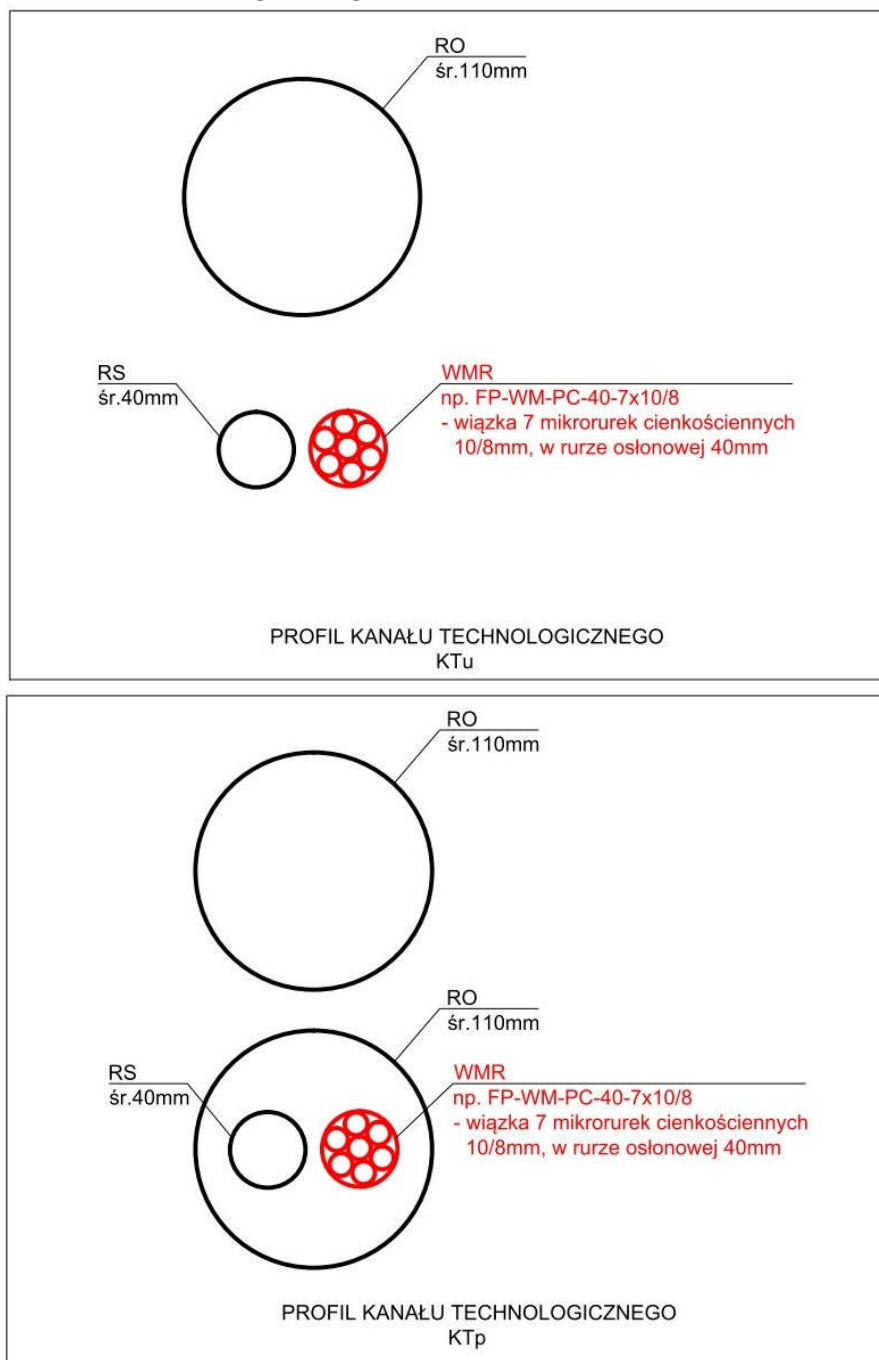 RO
śr.110mm
RS
śr.40mm
WMR
np. FP-WM-PC-40-7x10/8
- wiązka 7 mikrorurek cienkościennych
10/8mm, w rurze osłonowej 40mm
PROFIL KANAŁU TECHNOLOGICZNEGO
KTu
RO
śr.110mm
RO
śr.110mm
RS
śr.40mm
WMR
np. FP-WM-PC-40-7x10/8
- wiązka 7 mikrorurek cienkościennych
10/8mm, w rurze osłonowej 40mm
PROFIL KANAŁU TECHNOLOGICZNEGO
KTp